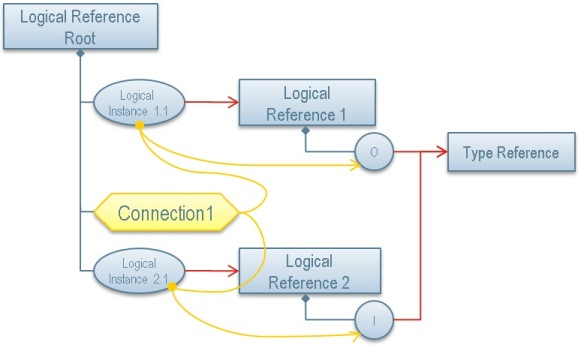 Logical Reference
Root
Logical
Instance 1.1
Logical
Reference 1
O
Type Reference
Connection1
Logical
Instance 2.1
Logical
Reference 2
I